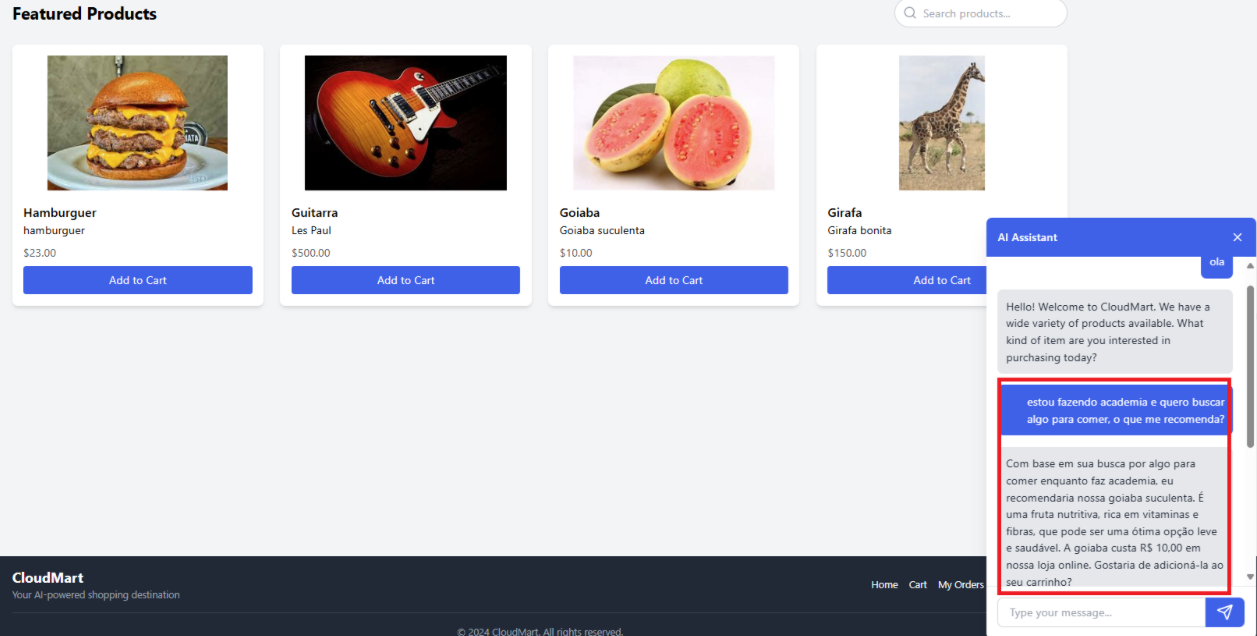 Featured Products
Search products...
Hamburguer
hamburguer
$23.00
Add to Cart
Guitarra
Les Paul
$500.00
Add to Cart
Goiaba
Goiaba suculenta
$10.00
Add to Cart
Girafa
Girafa bonita
$150.00
Add to Cart
AI Assistant
ola
Hello! Welcome to CloudMart. We have a
wide variety of products available. What
kind of item are you interested in
purchasing today?
estou fazendo academia e quero buscar
algo para comer, o que me recomenda?
Com base em sua busca por algo para
comer enquanto faz academia, eu
recomendaria nossa goiaba suculenta. É
uma fruta nutritiva, rica em vitaminas e
fibras, que pode ser uma ótima opção leve
e saudável. A goiaba custa R$ 10,00 em
nossa loja online. Gostaria de adicioná-la ao
seu carrinho?
Type your message...
CloudMart
Your AI-powered shopping destination
Home Cart My Orders
© 2024 CloudMart. All rights reserved.